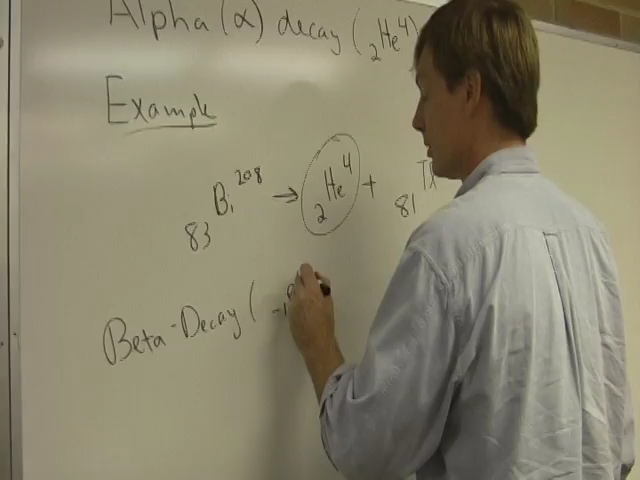 Alpha (α) decay ( ₂He⁴)
Example
₈₃Bi²⁰⁸ → ₂He⁴ + ₈₁Tl
Beta-Decay ( ₋₁